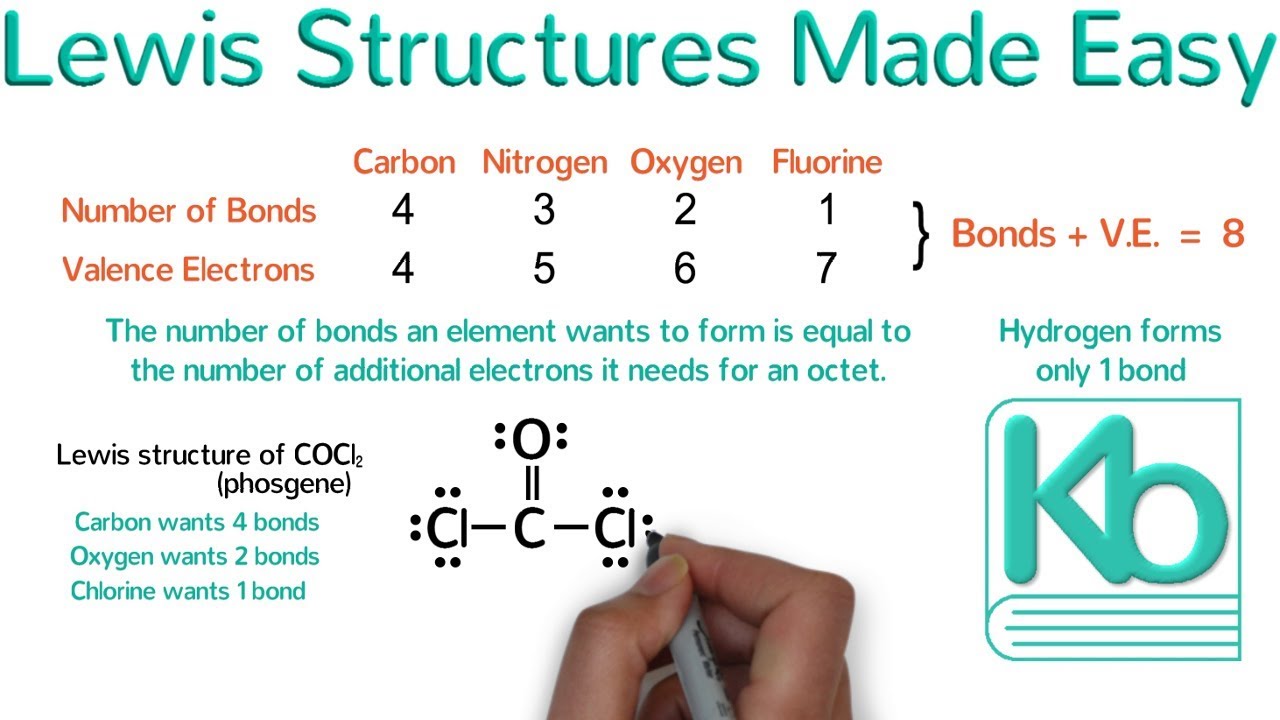 Lewis Structures Made Easy
Carbon Nitrogen Oxygen Fluorine
Number of Bonds 4 3 2 1
Valence Electrons 4 5 6 7
} Bonds + V.E. = 8
The number of bonds an element wants to form is equal to
the number of additional electrons it needs for an octet.
Hydrogen forms
only 1 bond
Lewis structure of COCl₂
(phosgene)
Carbon wants 4 bonds
Oxygen wants 2 bonds
Chlorine wants 1 bond
:O:
||
:Cl—C—Cl:
Kb